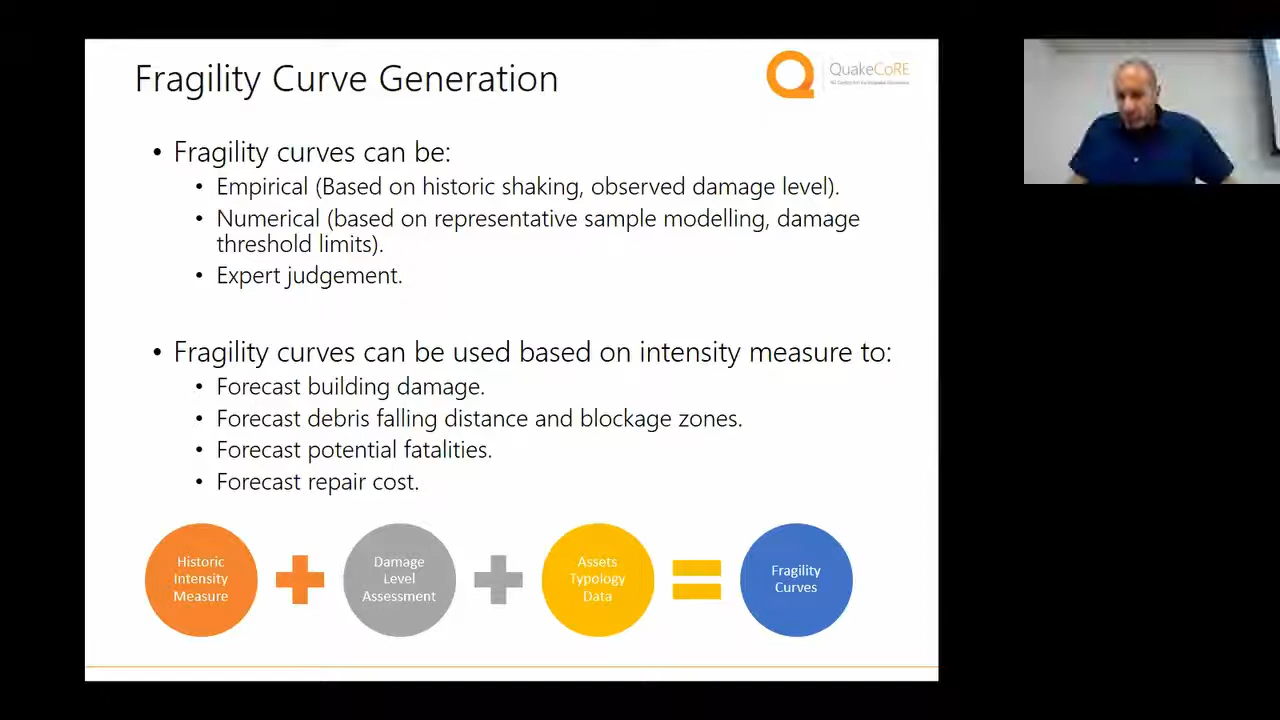 Fragility Curve Generation
QuakeCoRE
• Fragility curves can be:
• Empirical (Based on historic shaking, observed damage level).
• Numerical (based on representative sample modelling, damage
threshold limits).
• Expert judgement.
• Fragility curves can be used based on intensity measure to:
• Forecast building damage.
• Forecast debris falling distance and blockage zones.
• Forecast potential fatalities.
• Forecast repair cost.
Historic
Intensity
Measure
Damage
Level
Assessment
Assets
Typology
Data
Fragility
Curves